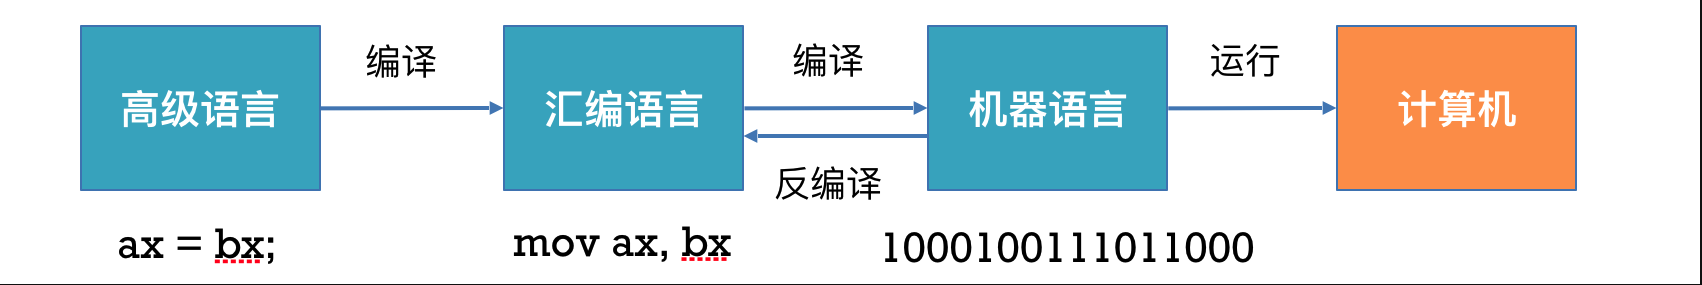 编译
编译
运行
高级语言
汇编语言
机器语言
计算机
反编译
ax = bx;
mov ax, bx
1000100111011000